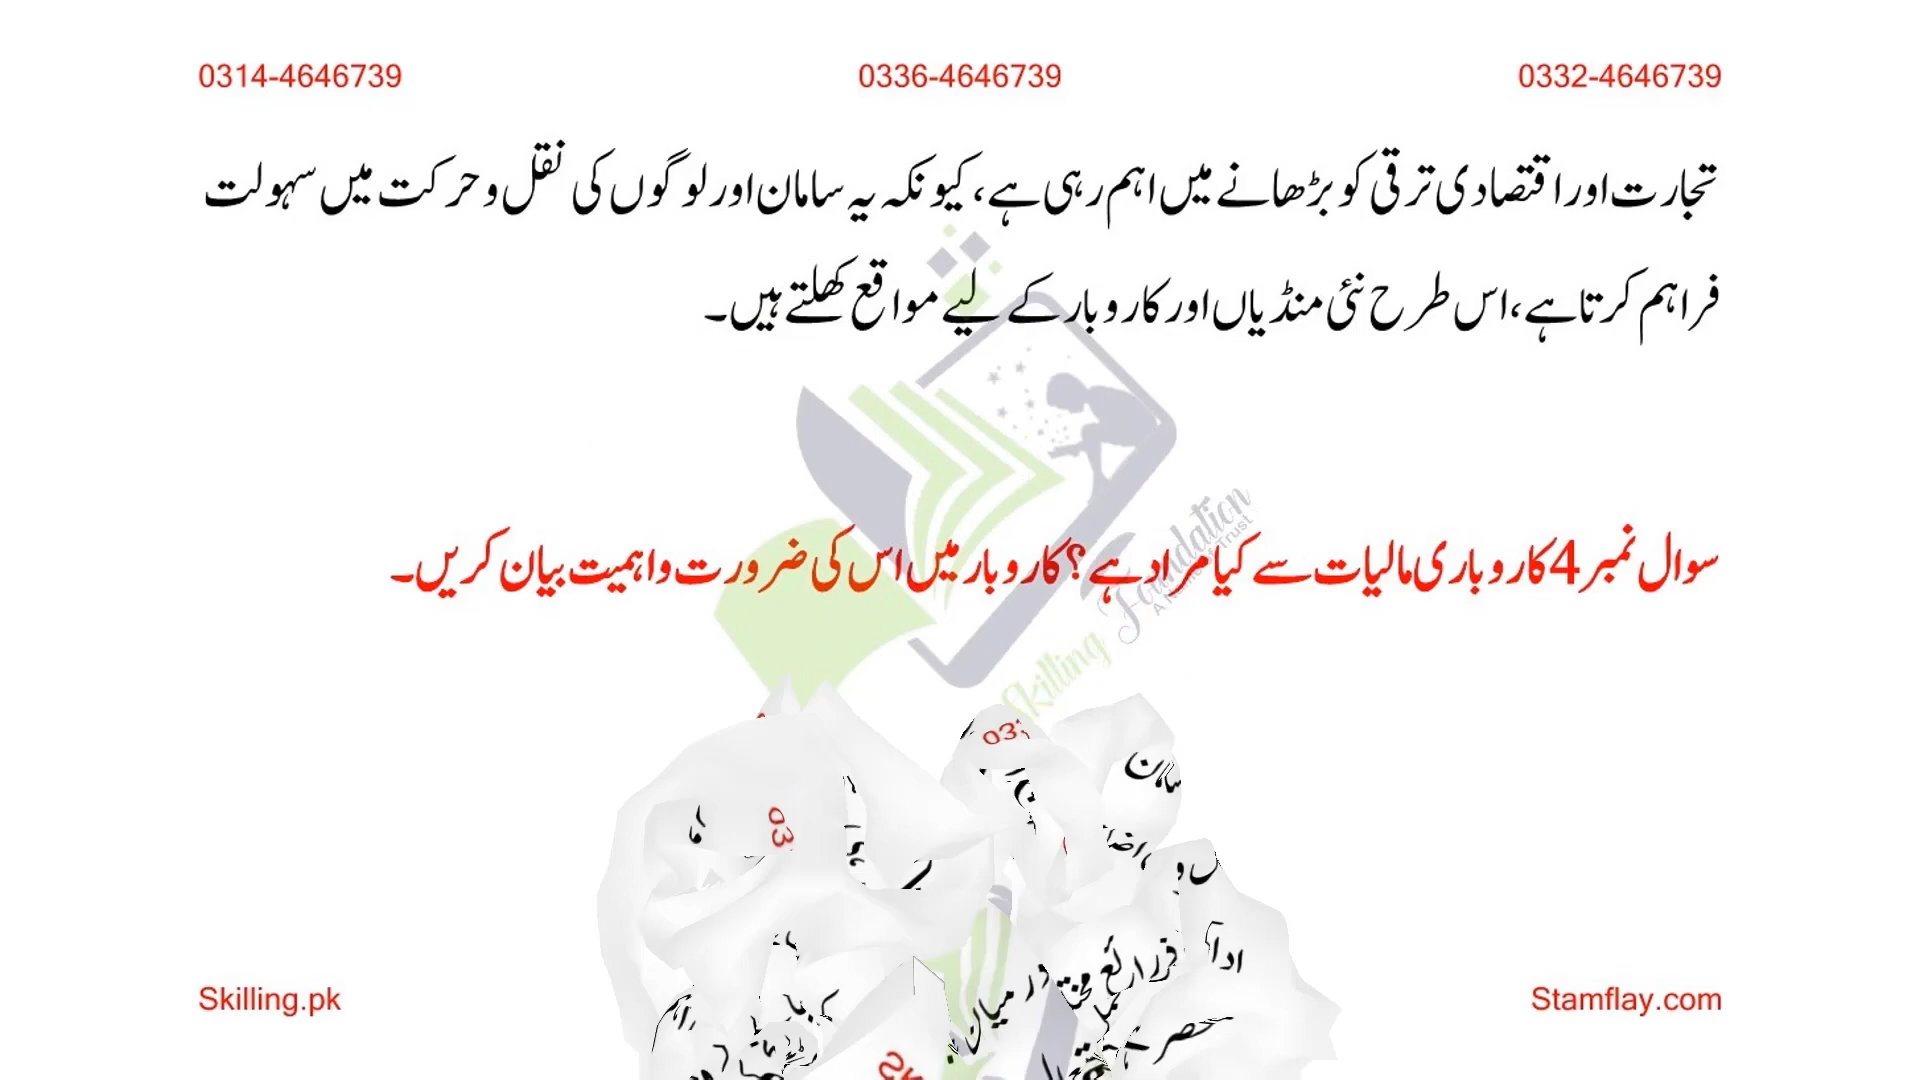 0314-4646739 0336-4646739 0332-4646739
تجارت اور اقتصادی ترقی کو بڑھانے میں اہم رہی ہے، کیونکہ یہ سامان اور لوگوں کی نقل و حرکت میں سہولت
فراہم کرتا ہے، اس طرح نئی منڈیاں اور کاروبار کے لیے مواقع کھلتے ہیں۔
سوال نمبر 4 کاروباری مالیات سے کیا مراد ہے؟ کاروبار میں اس کی ضرورت و اہمیت بیان کریں۔
Skilling Foundation
Skilling.pk Stamflay.com